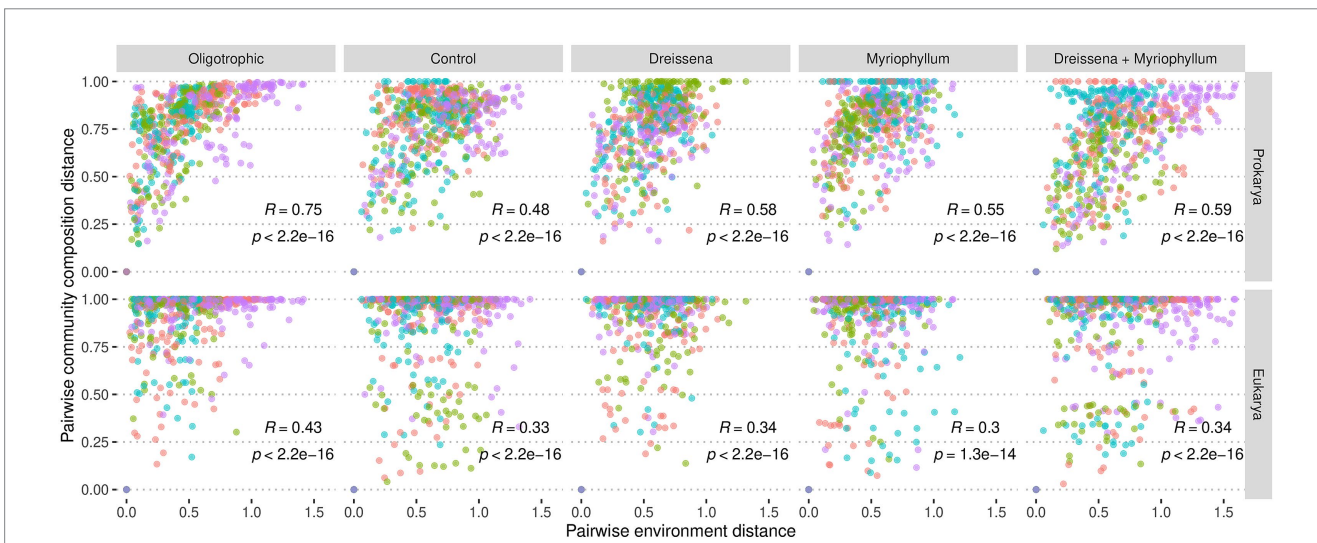 Oligotrophic Control Dreissena Myriophyllum Dreissena + Myriophyllum
Pairwise community composition distance
1.00
0.75
0.50
0.25
0.00
R = 0.75 R = 0.48 R = 0.58 R = 0.55 R = 0.59
p < 2.2e−16 p < 2.2e−16 p < 2.2e−16 p < 2.2e−16 p < 2.2e−16
Prokarya
1.00
0.75
0.50
0.25
0.00
R = 0.43 R = 0.33 R = 0.34 R = 0.3 R = 0.34
p < 2.2e−16 p < 2.2e−16 p < 2.2e−16 p = 1.3e−14 p < 2.2e−16
Eukarya
0.0 0.5 1.0 1.5 0.0 0.5 1.0 1.5 0.0 0.5 1.0 1.5 0.0 0.5 1.0 1.5 0.0 0.5 1.0 1.5
Pairwise environment distance